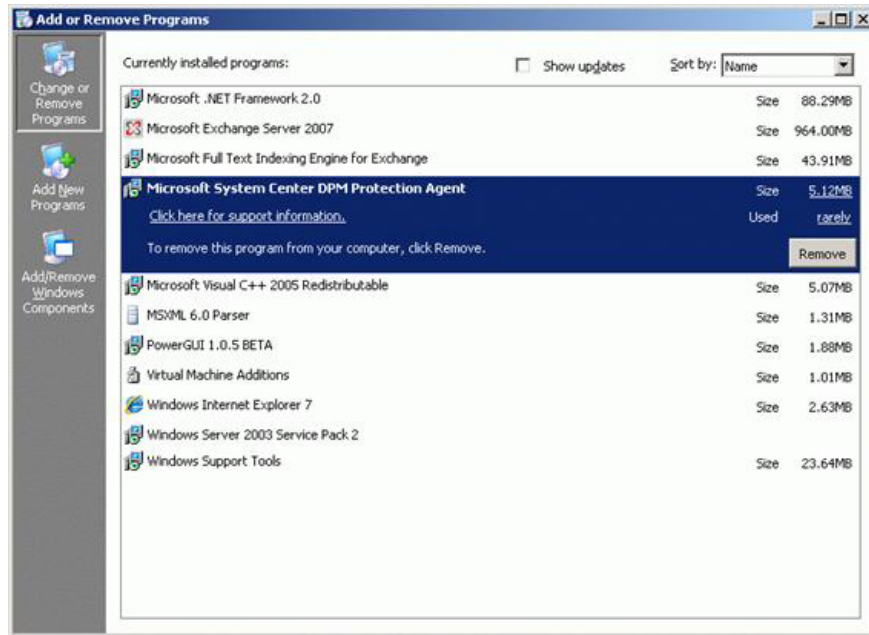 Add or Remove Programs
Change or
Remove
Programs
Add New
Programs
Add/Remove
Windows
Components
Currently installed programs:
Show updates
Sort by: Name
Microsoft .NET Framework 2.0 Size 88.29MB
Microsoft Exchange Server 2007 Size 964.00MB
Microsoft Full Text Indexing Engine for Exchange Size 43.91MB
Microsoft System Center DPM Protection Agent Size 5.12MB
Click here for support information. Used rarely
To remove this program from your computer, click Remove. Remove
Microsoft Visual C++ 2005 Redistributable Size 5.07MB
MSXML 6.0 Parser Size 1.31MB
PowerGUI 1.0.5 BETA Size 1.88MB
Virtual Machine Additions Size 1.01MB
Windows Internet Explorer 7 Size 2.63MB
Windows Server 2003 Service Pack 2
Windows Support Tools Size 23.64MB